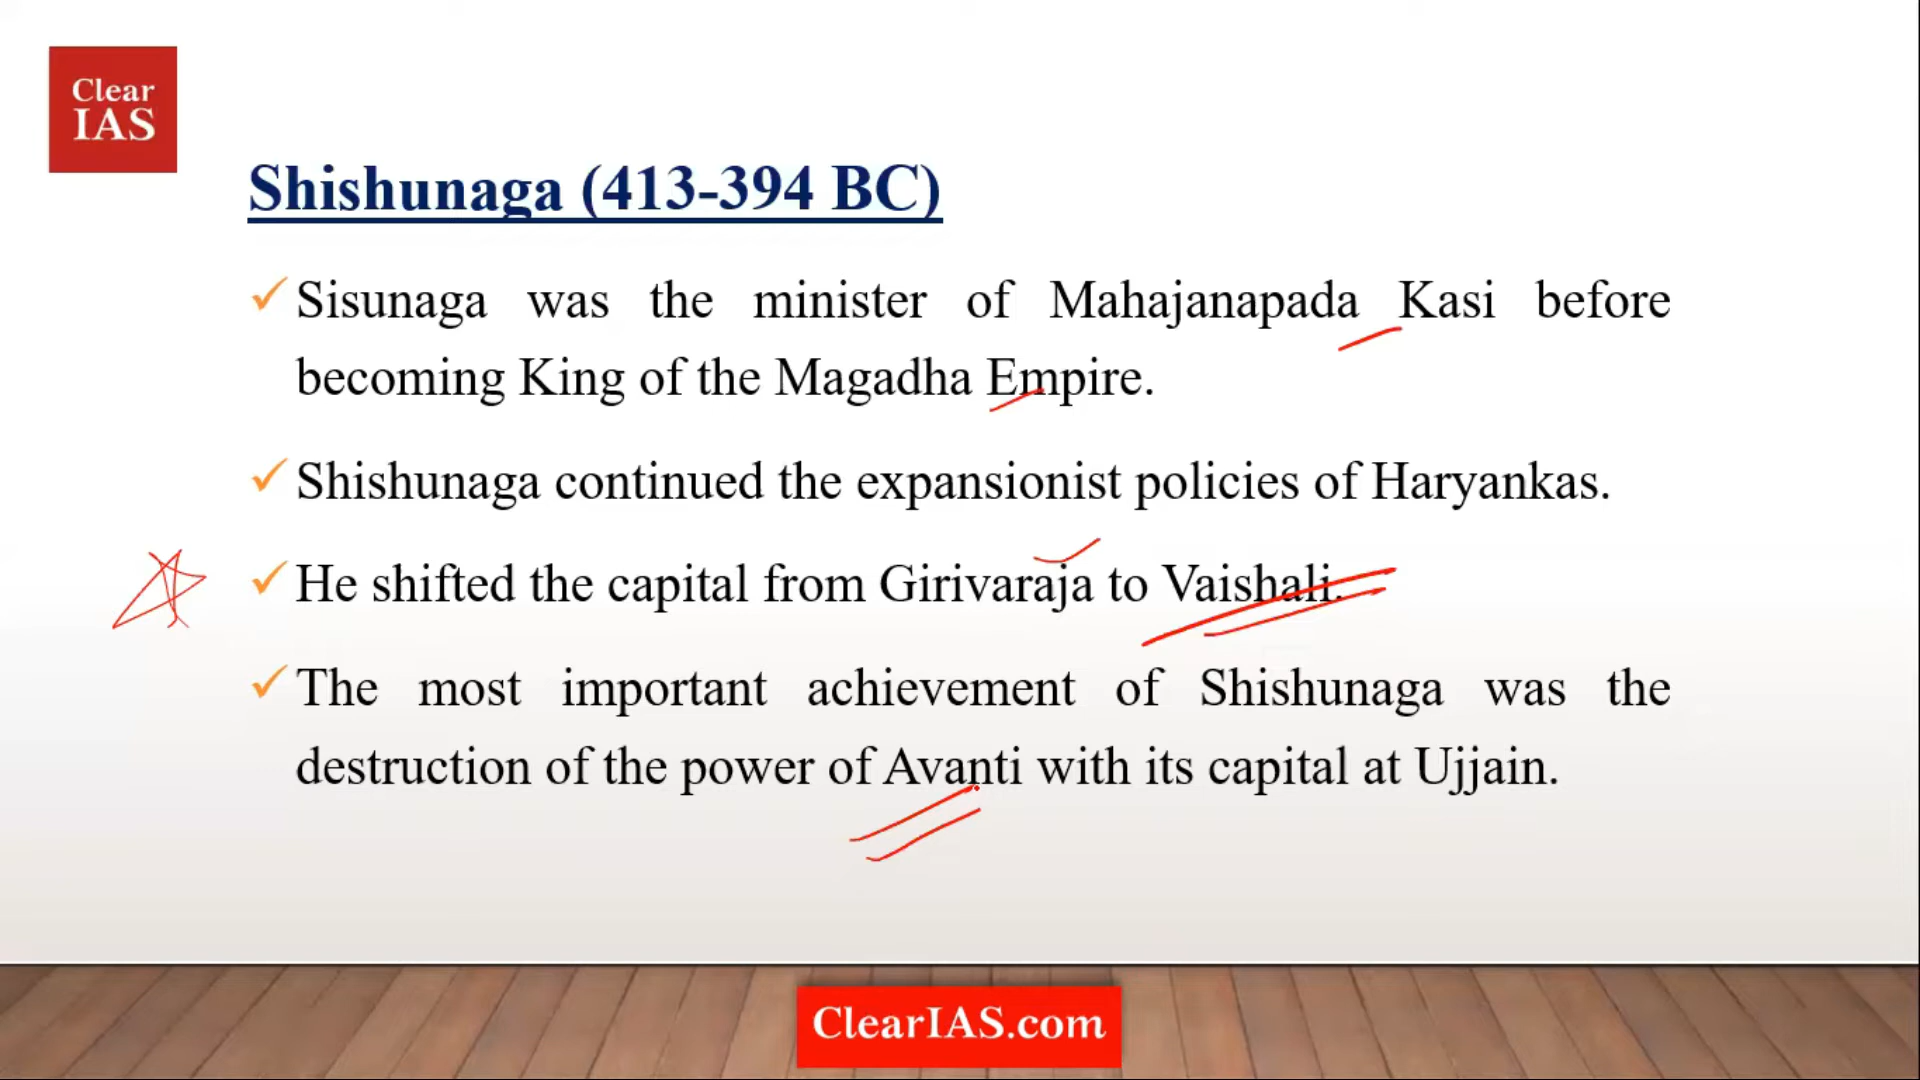 Clear
IAS
Shishunaga (413-394 BC)
Sisunaga was the minister of Mahajanapada Kasi before
becoming King of the Magadha Empire.
Shishunaga continued the expansionist policies of Haryankas.
He shifted the capital from Girivaraja to Vaishali.
The most important achievement of Shishunaga was the
destruction of the power of Avanti with its capital at Ujjain.
ClearIAS.com